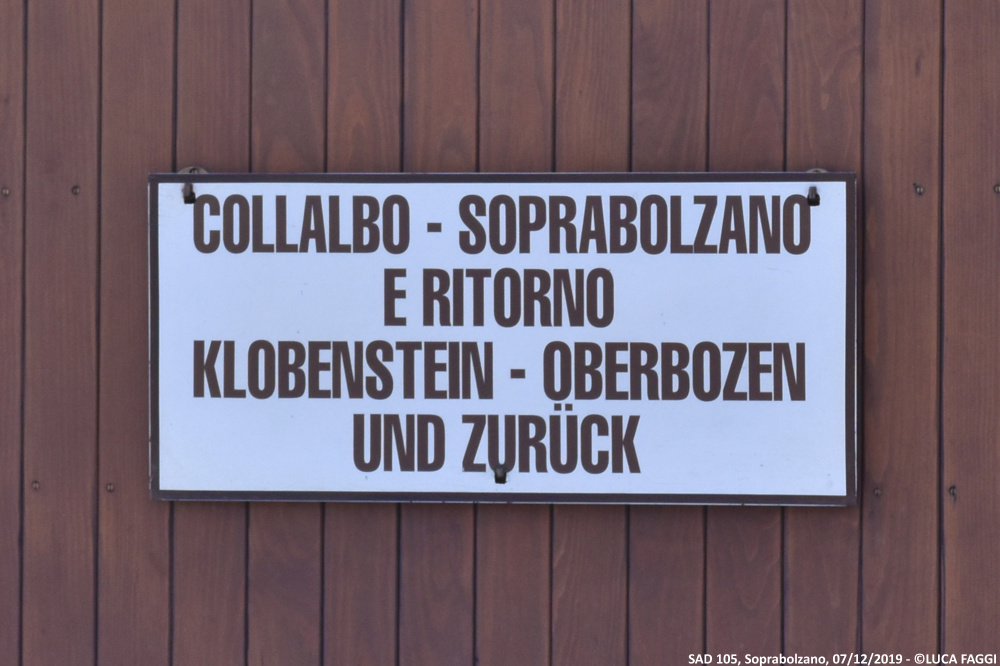 COLLALBO - SOPRABOLZANO
E RITORNO
KLOBENSTEIN - OBERBOZEN
UND ZURÜCK
SAD 105, Soprabolzano, 07/12/2019 - ©LUCA FAGGI